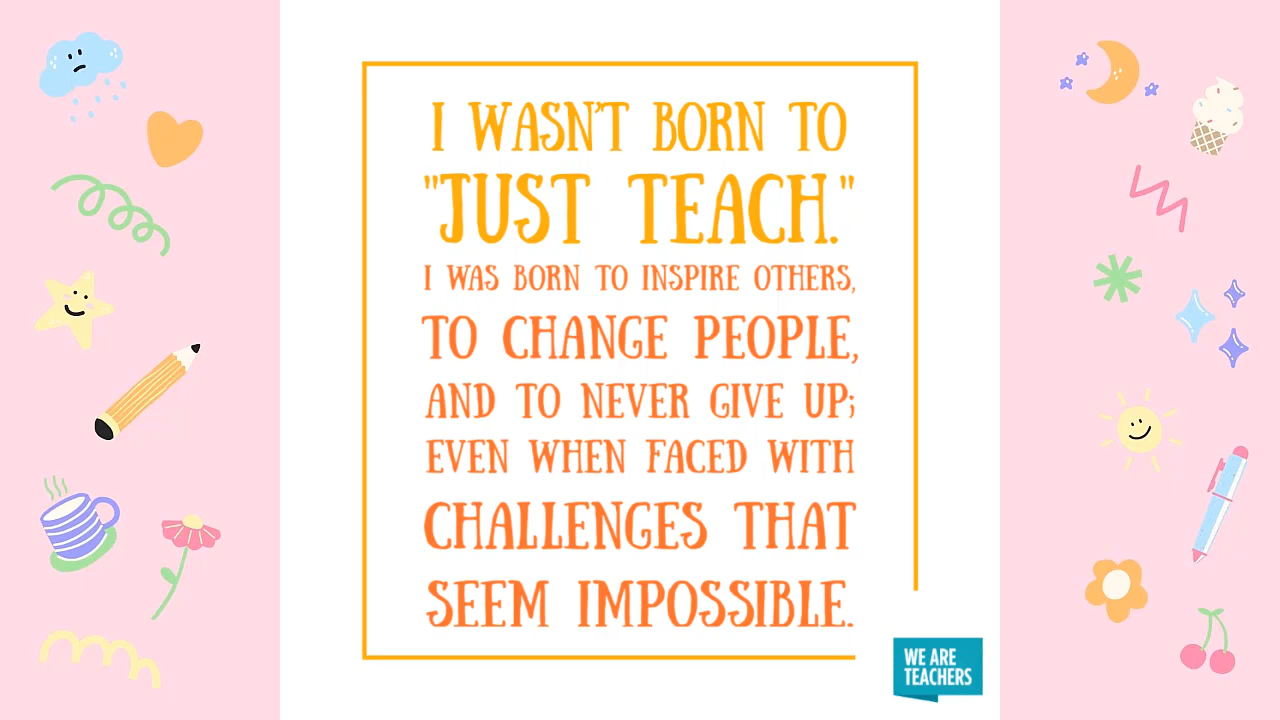 I WASN'T BORN TO
"JUST TEACH."
I WAS BORN TO INSPIRE OTHERS,
TO CHANGE PEOPLE,
AND TO NEVER GIVE UP;
EVEN WHEN FACED WITH
CHALLENGES THAT
SEEM IMPOSSIBLE.
WE ARE
TEACHERS